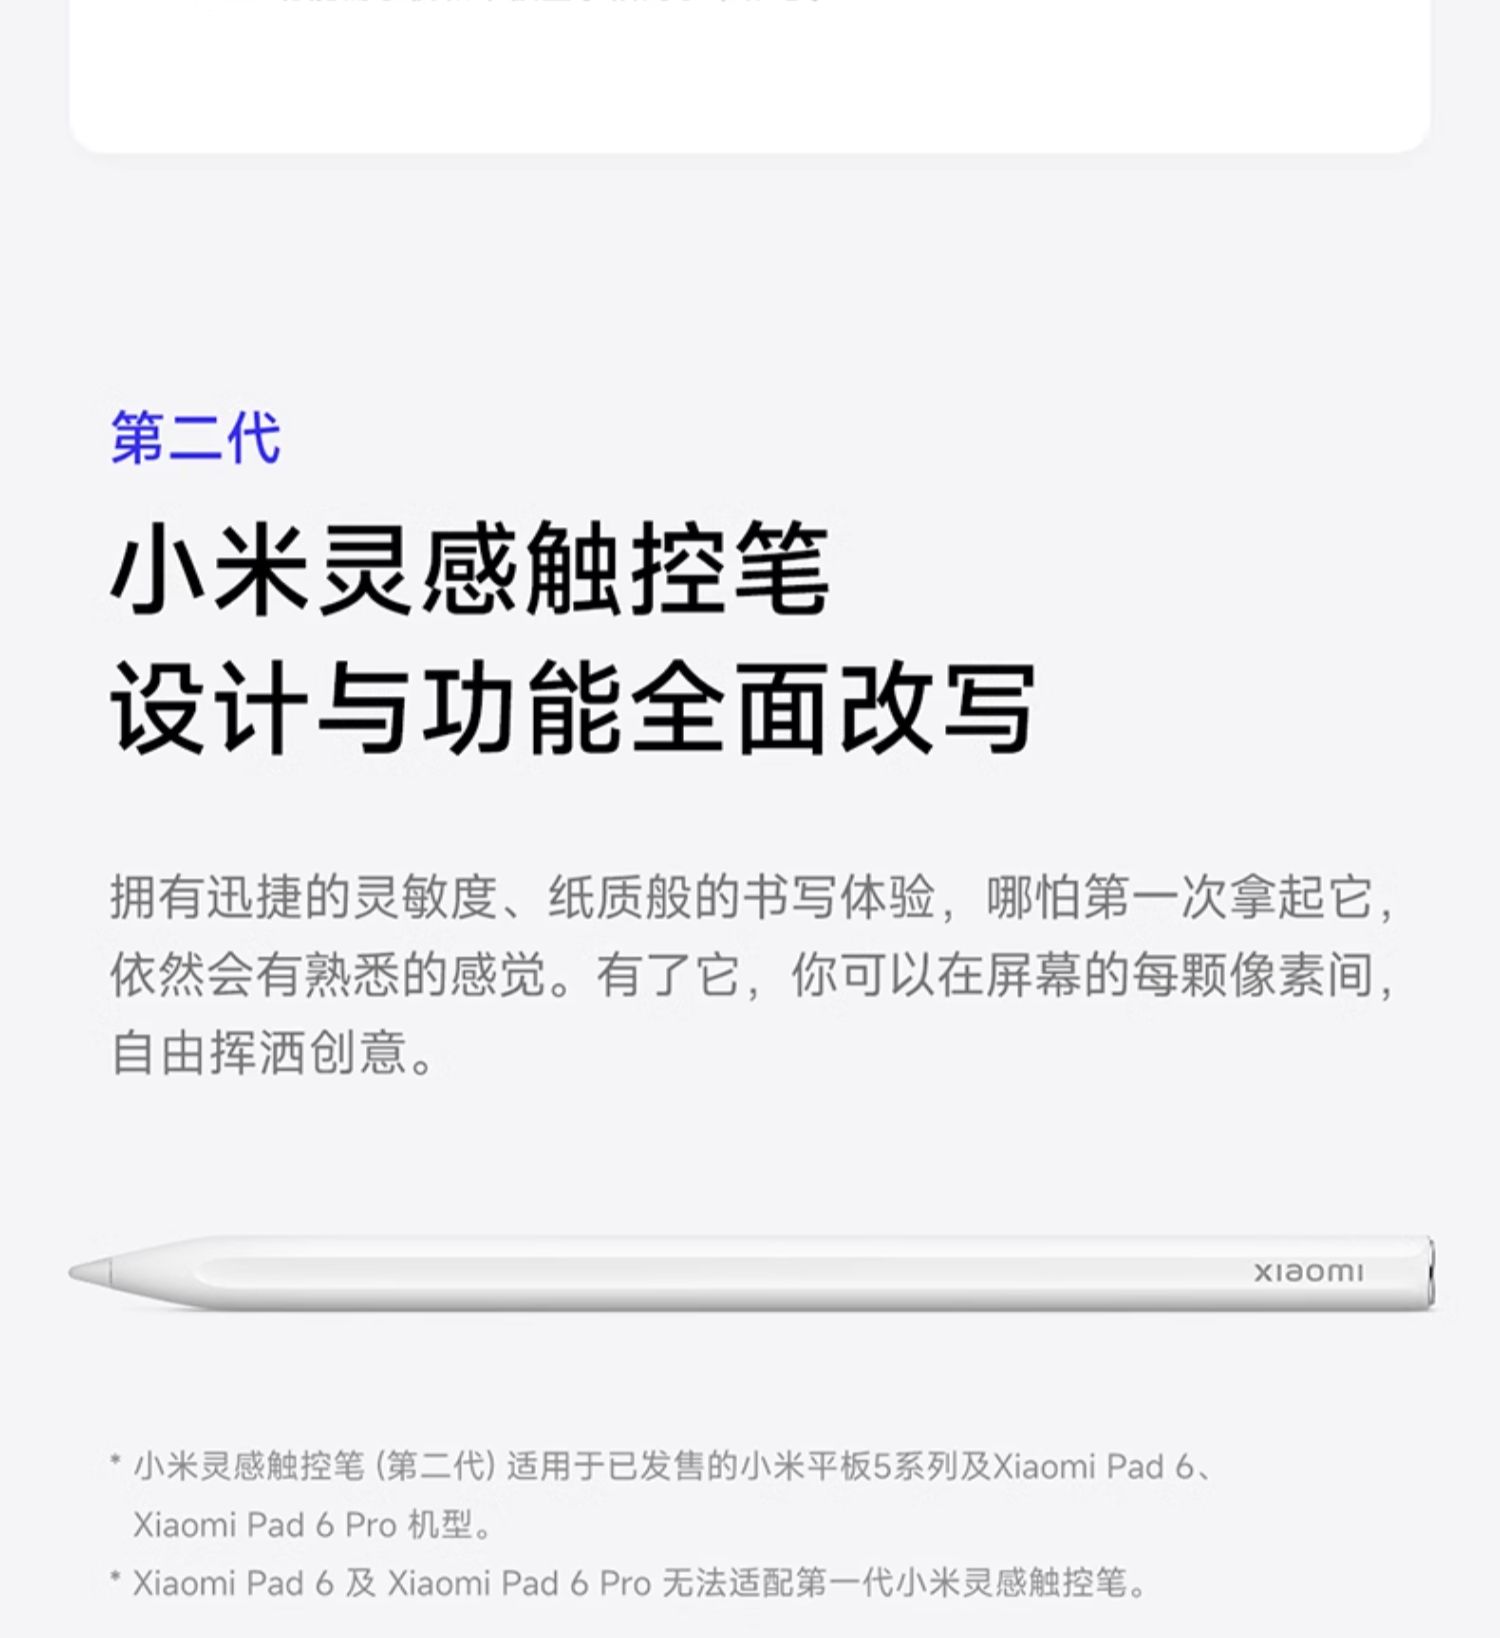 第二代
小米灵感触控笔
设计与功能全面改写
拥有迅捷的灵敏度、纸质般的书写体验，哪怕第一次拿起它，
依然会有熟悉的感觉。有了它，你可以在屏幕的每颗像素间，
自由挥洒创意。
xiaomi
* 小米灵感触控笔 (第二代) 适用于已发售的小米平板5系列及Xiaomi Pad 6、
Xiaomi Pad 6 Pro 机型。
* Xiaomi Pad 6 及 Xiaomi Pad 6 Pro 无法适配第一代小米灵感触控笔。